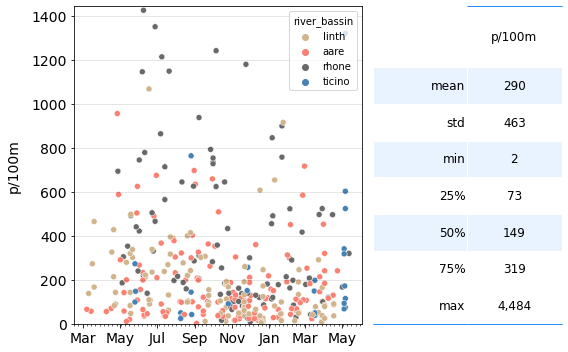 p/100m
1400
1200
1000
800
600
400
200
0
Mar May Jul Sep Nov Jan Mar May
river_basin
linth
aare
rhone
ticino
p/100m
mean 290
std 463
min 2
25% 73
50% 149
75% 319
max 4,484